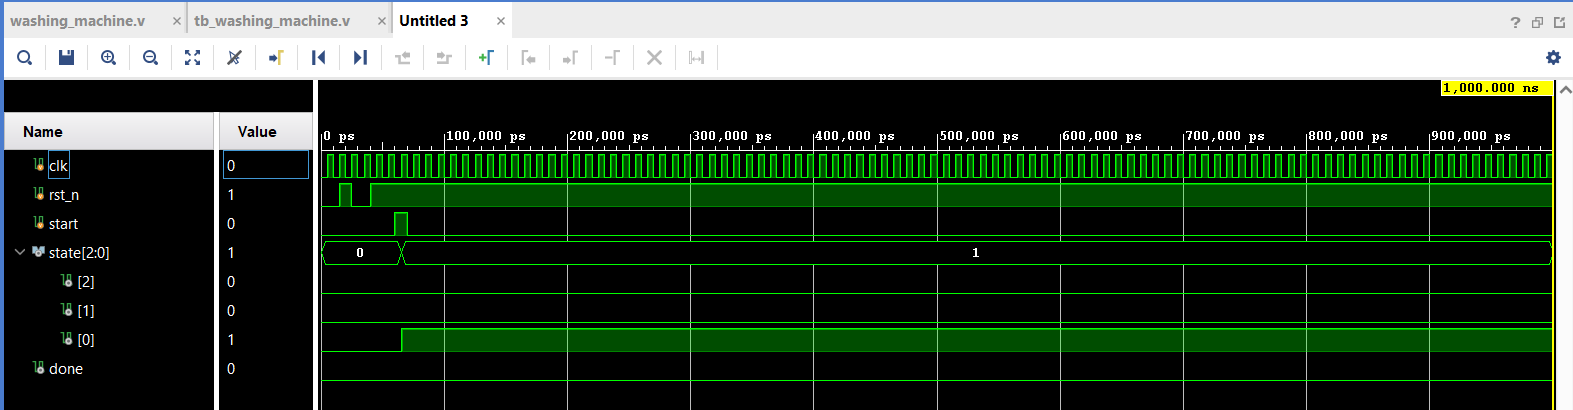 washing_machine.v × tb_washing_machine.v × Untitled 3 ×
?
1,000.000 ns
Name Value
0 ps 100,000 ps 200,000 ps 300,000 ps 400,000 ps 500,000 ps 600,000 ps 700,000 ps 800,000 ps 900,000 ps
clk 0
rst_n 1
start 0
state[2:0] 1 0 1
[2] 0
[1] 0
[0] 1
done 0